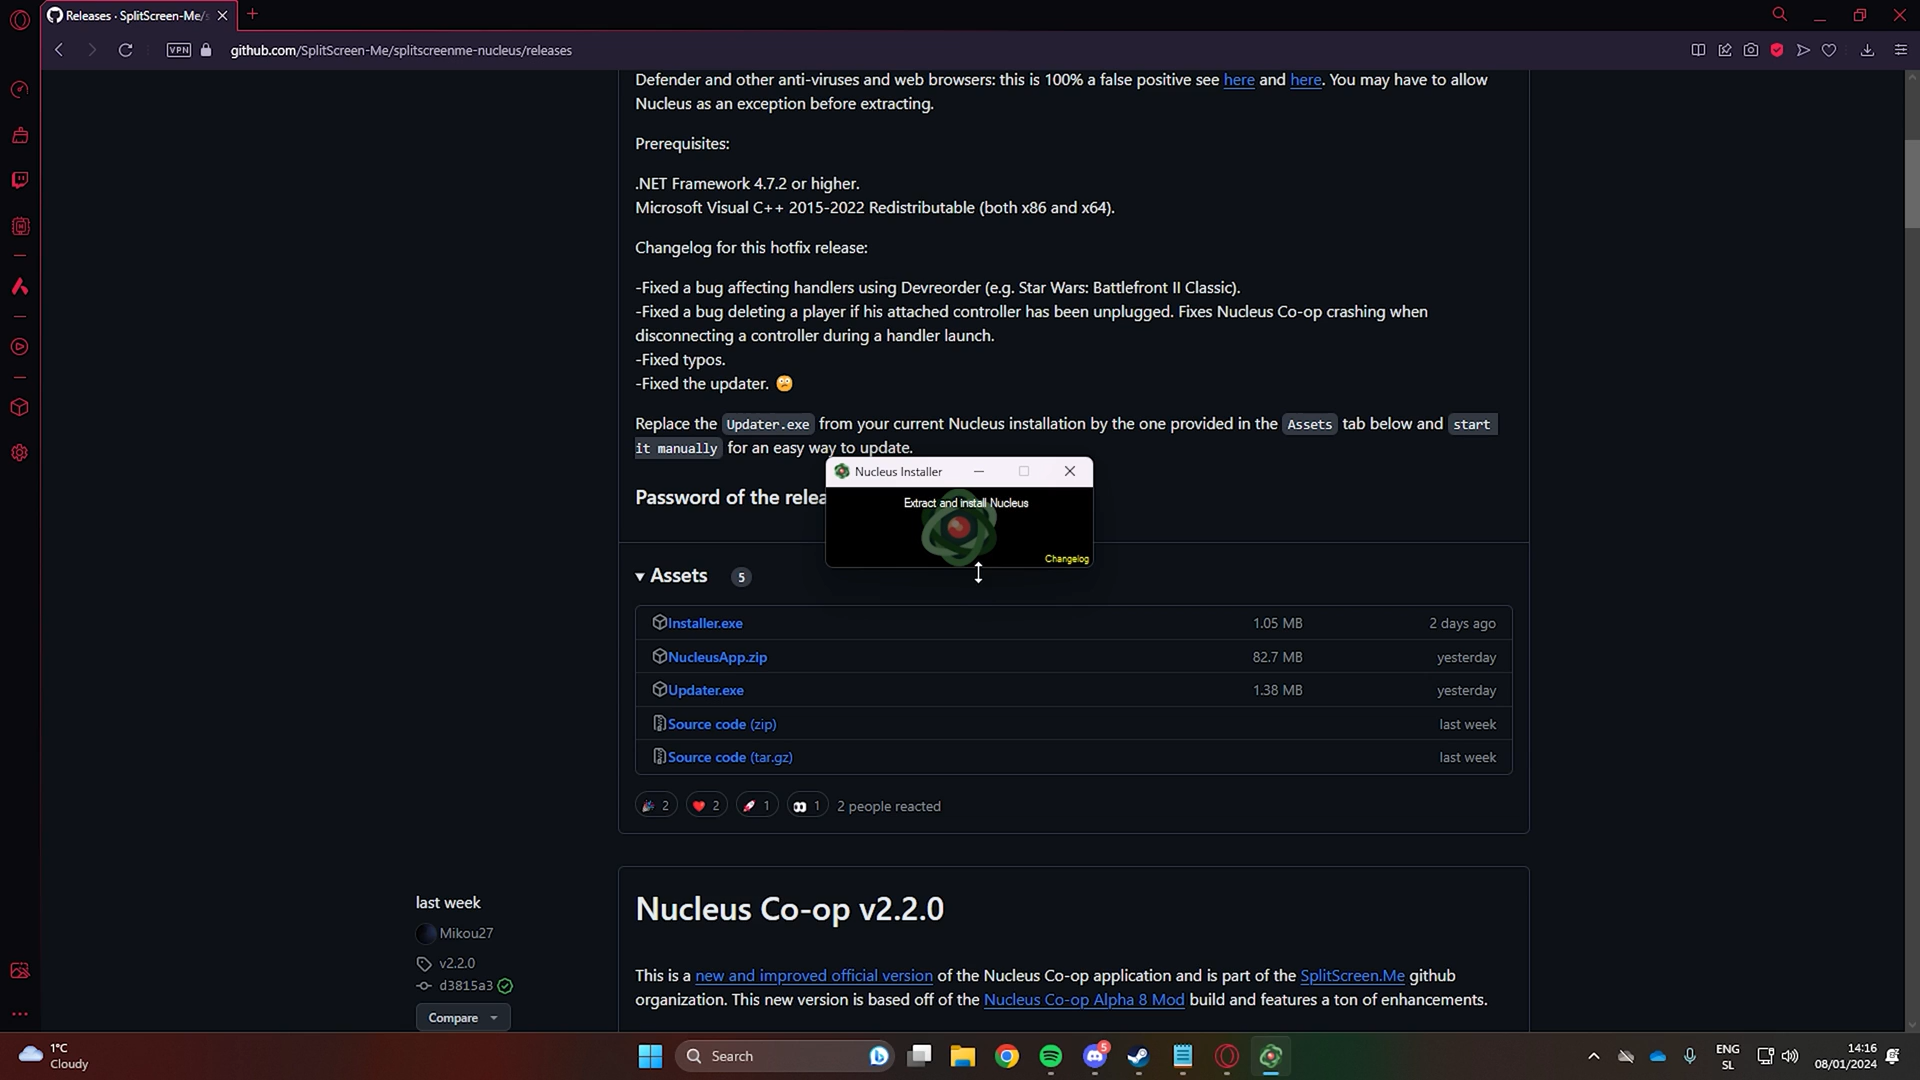 Releases · SplitScreen-Me/s
VPN
github.com/SplitScreen-Me/splitscreenme-nucleus/releases
Defender and other anti-viruses and web browsers: this is 100% a false positive see here and here. You may have to allow
Nucleus as an exception before extracting.
Prerequisites:
.NET Framework 4.7.2 or higher.
Microsoft Visual C++ 2015-2022 Redistributable (both x86 and x64).
Changelog for this hotfix release:
-Fixed a bug affecting handlers using Devreorder (e.g. Star Wars: Battlefront II Classic).
-Fixed a bug deleting a player if his attached controller has been unplugged. Fixes Nucleus Co-op crashing when
disconnecting a controller during a handler launch.
-Fixed typos.
-Fixed the updater. 😳
Replace the Updater.exe from your current Nucleus installation by the one provided in the Assets tab below and start
it manually for an easy way to update.
Nucleus Installer
Password of the relea
Extract and install Nucleus
Changelog
Assets 5
Installer.exe 1.05 MB 2 days ago
NucleusApp.zip 82.7 MB yesterday
Updater.exe 1.38 MB yesterday
Source code (zip) last week
Source code (tar.gz) last week
🎉 2 ❤️ 2 🚀 1 👀 1 2 people reacted
last week
Mikou27
v2.2.0
d3815a3
Compare
Nucleus Co-op v2.2.0
This is a new and improved official version of the Nucleus Co-op application and is part of the SplitScreen.Me github
organization. This new version is based off of the Nucleus Co-op Alpha 8 Mod build and features a ton of enhancements.
1°C
Cloudy
Search
5
ENG
SL
14:16
08/01/2024